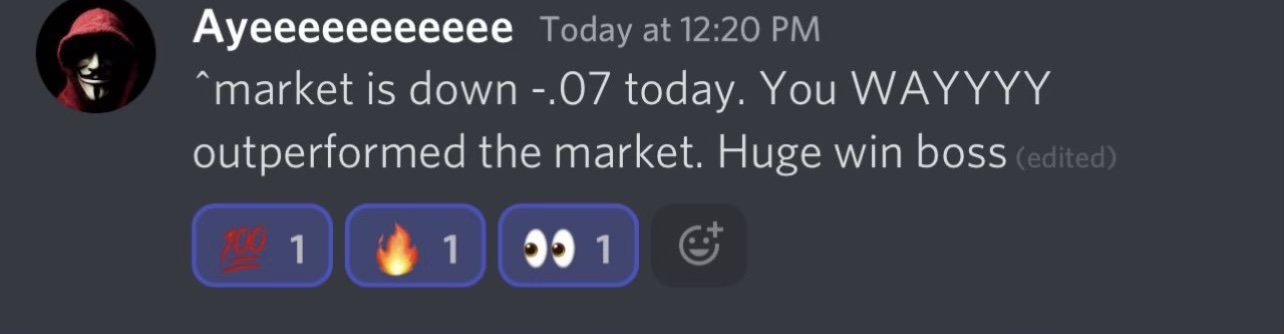 Ayeeeeeeeeeee Today at 12:20 PM
^market is down -.07 today. You WAYYYY
outperformed the market. Huge win boss (edited)
💯 1 🔥 1 👀 1